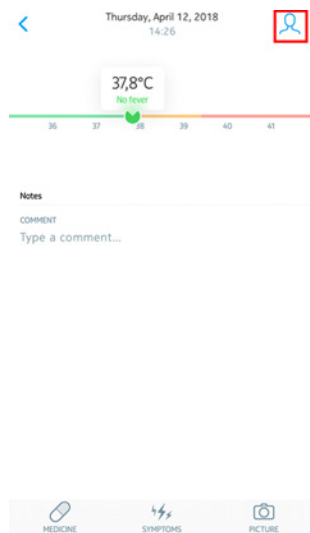 Thursday, April 12, 2018
14:26
37,8°C
No fever
36 37 38 39 40 41
Notes
COMMENT
Type a comment...
MEDICINE SYMPTOMS PICTURE